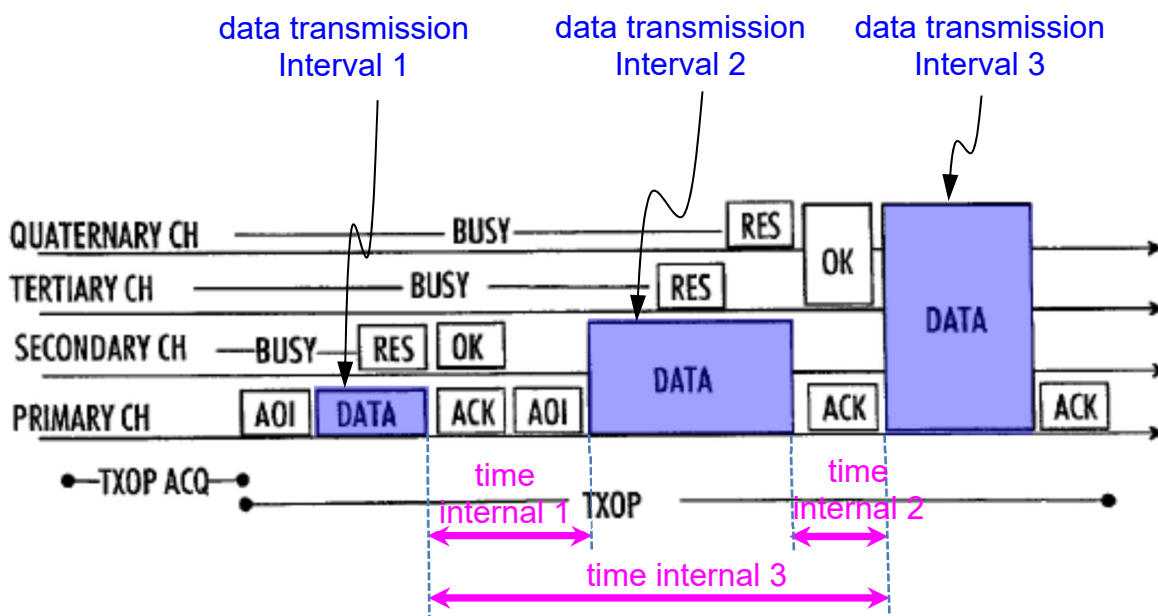 data transmission
Interval 1
data transmission
Interval 2
data transmission
Interval 3
QUATERNARY CH
BUSY
RES
OK
TERTIARY CH
BUSY
RES
DATA
SECONDARY CH
BUSY
RES
OK
DATA
PRIMARY CH
AOI
DATA
ACK
AOI
ACK
ACK
TXOP ACQ
TXOP
time
internal 1
time
internal 2
time internal 3